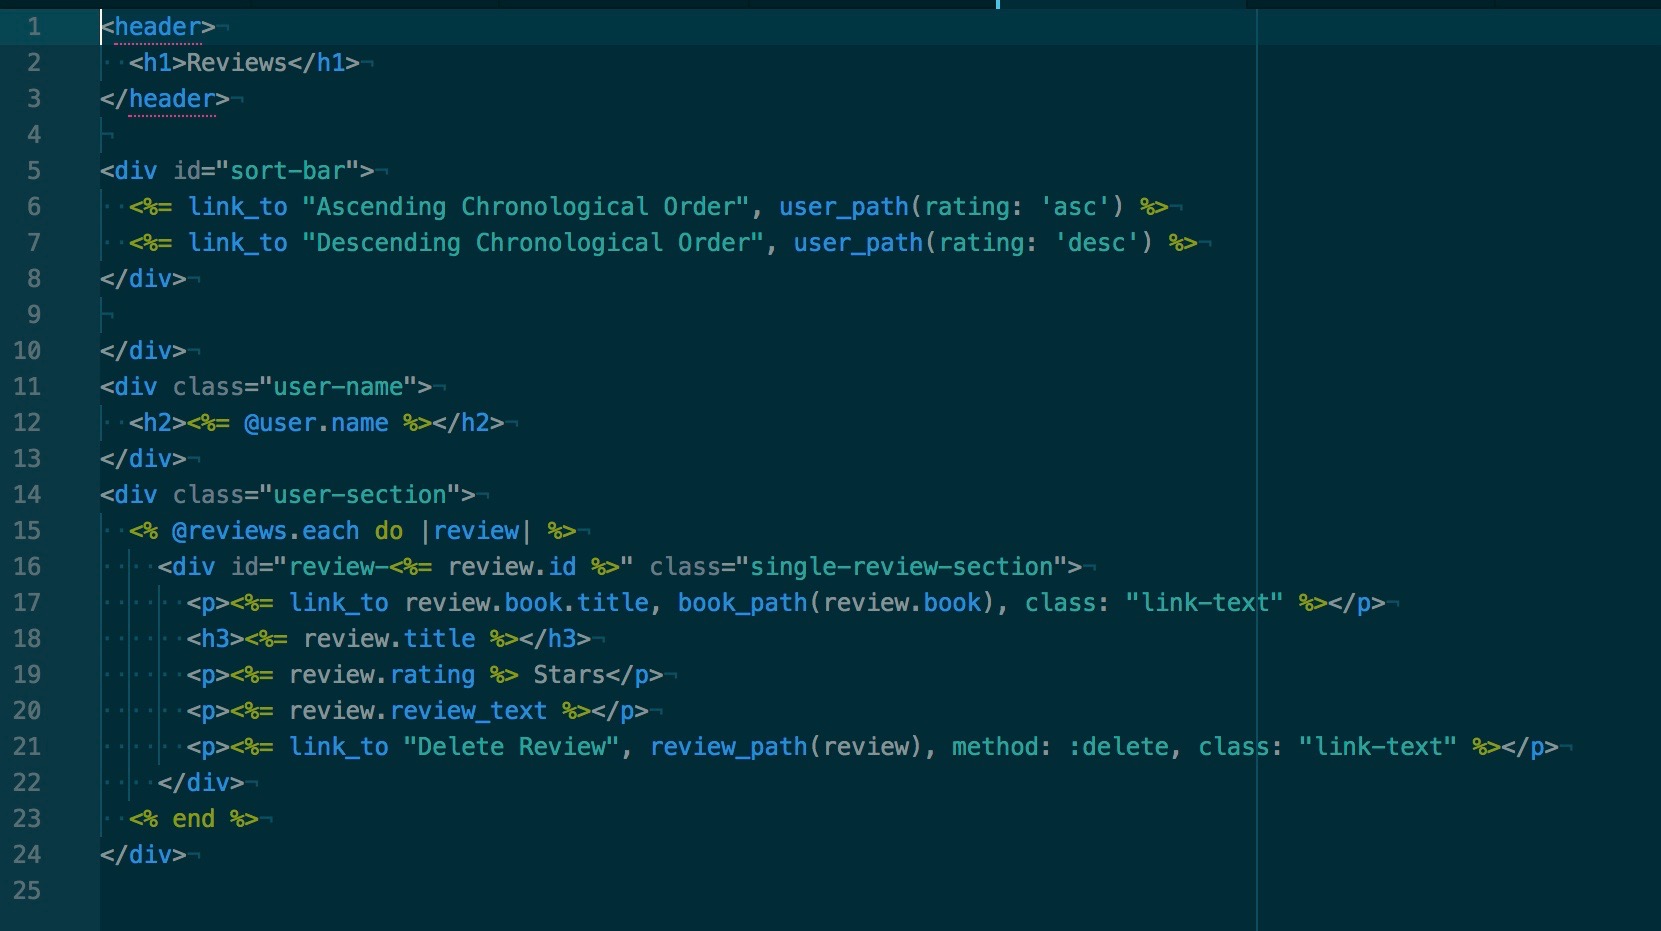 1 <header>
2   <h1>Reviews</h1>
3 </header>
4
5 <div id="sort-bar">
6   <%= link_to "Ascending Chronological Order", user_path(rating: 'asc') %>
7   <%= link_to "Descending Chronological Order", user_path(rating: 'desc') %>
8 </div>
9
10 </div>
11 <div class="user-name">
12   <h2><%= @user.name %></h2>
13 </div>
14 <div class="user-section">
15   <% @reviews.each do |review| %>
16     <div id="review-<%= review.id %>" class="single-review-section">
17       <p><%= link_to review.book.title, book_path(review.book), class: "link-text" %></p>
18       <h3><%= review.title %></h3>
19       <p><%= review.rating %> Stars</p>
20       <p><%= review.review_text %></p>
21       <p><%= link_to "Delete Review", review_path(review), method: :delete, class: "link-text" %></p>
22     </div>
23   <% end %>
24 </div>
25